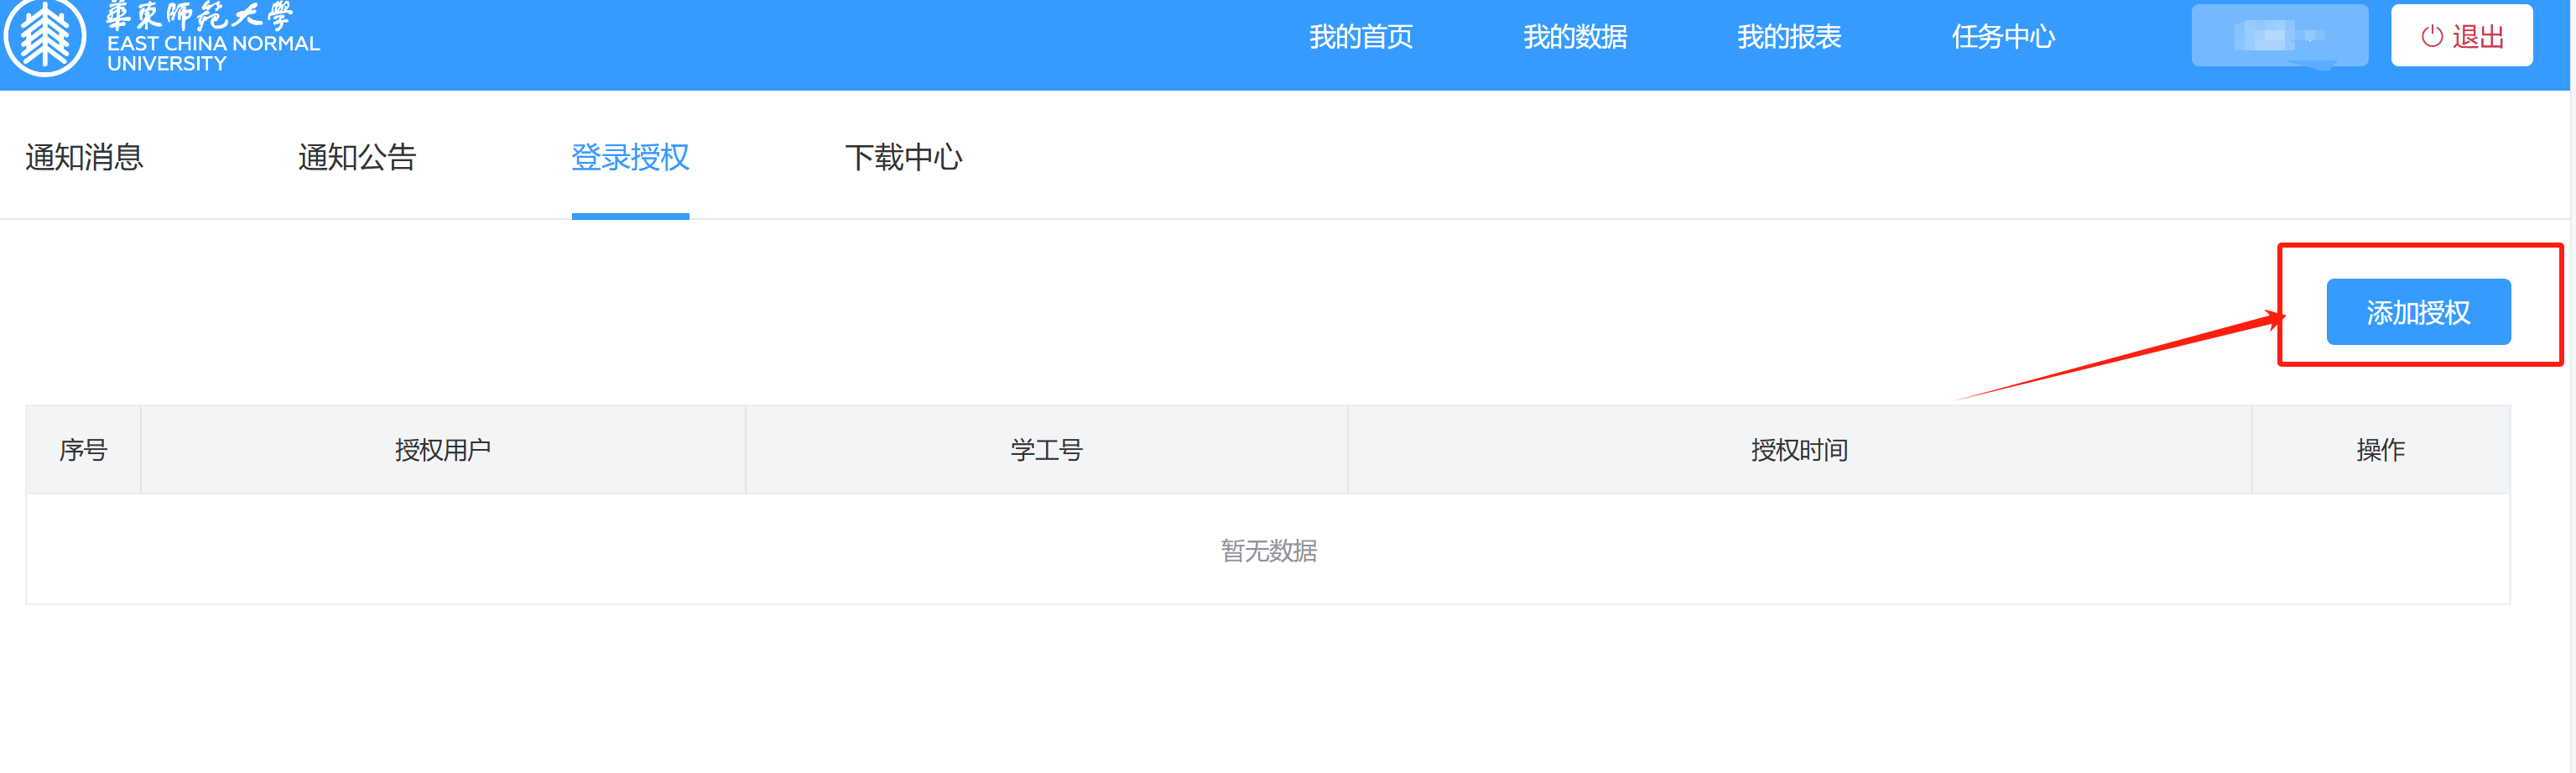 華東師範大學
EAST CHINA NORMAL
UNIVERSITY
我的首页 我的数据 我的报表 任务中心 退出
通知消息 通知公告 登录授权 下载中心
添加授权
序号 授权用户 学工号 授权时间 操作
暂无数据